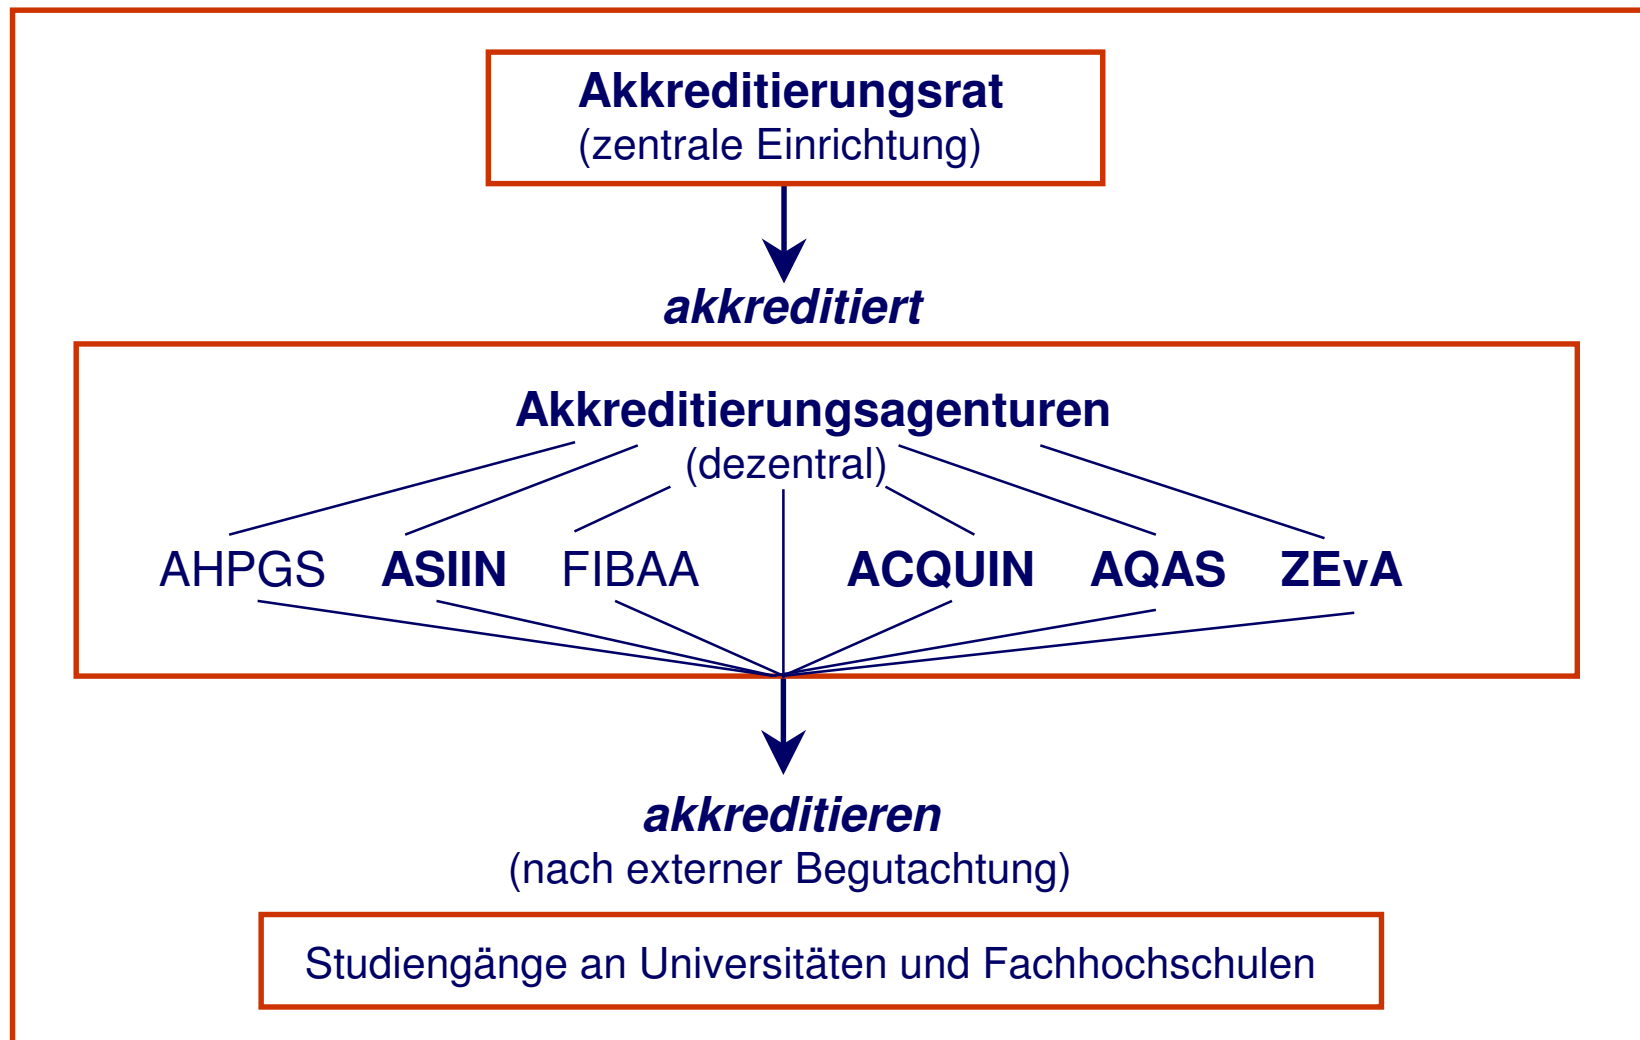 Akkreditierungsrat
(zentrale Einrichtung)
akkreditiert
Akkreditierungsagenturen
(dezentral)
AHPGS ASIIN FIBAA ACQUIN AQAS ZEvA
akkreditieren
(nach externer Begutachtung)
Studiengänge an Universitäten und Fachhochschulen